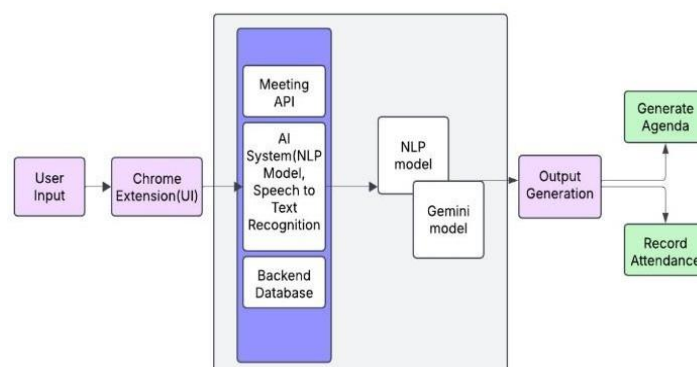 User
Input
Chrome
Extension(UI)
Meeting
API
AI
System(NLP
Model,
Speech to
Text
Recognition
Backend
Database
NLP
model
Gemini
model
Output
Generation
Generate
Agenda
Record
Attendance